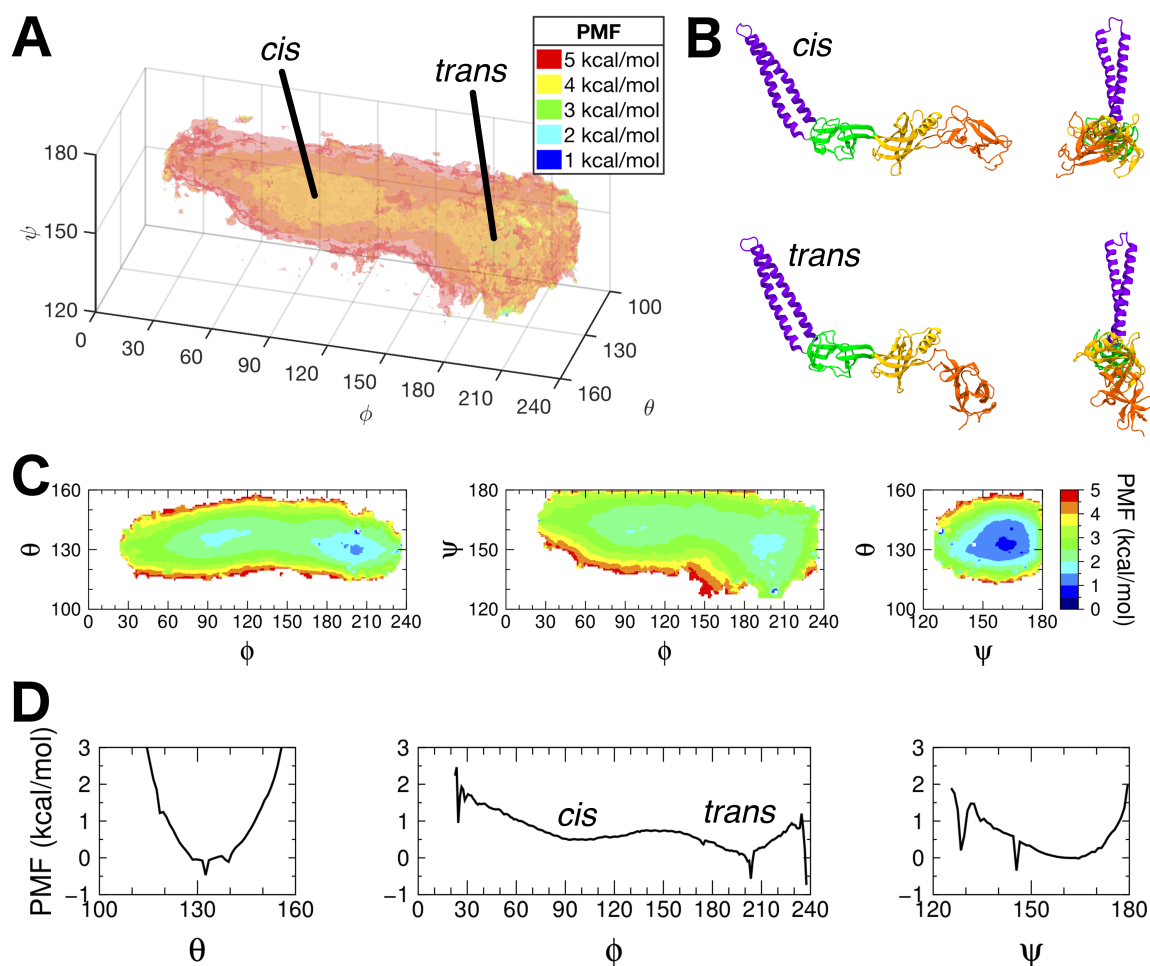 A
cis
trans
PMF
5 kcal/mol
4 kcal/mol
3 kcal/mol
2 kcal/mol
1 kcal/mol
180
150
120
ψ
0
30
60
90
120
150
180
210
240
ϕ
100
130
160
θ
B
cis
trans
C
160
130
100
θ
0 30 60 90 120 150 180 210 240
ϕ
180
150
120
ψ
0 30 60 90 120 150 180 210 240
ϕ
160
130
100
θ
120 150 180
ψ
5
4
3
2
1
0
PMF (kcal/mol)
D
PMF (kcal/mol)
3
2
1
0
−1
100 130 160
θ
3
2
1
0
−1
cis
trans
0 30 60 90 120 150 180 210 240
ϕ
3
2
1
0
−1
120 150 180
ψ